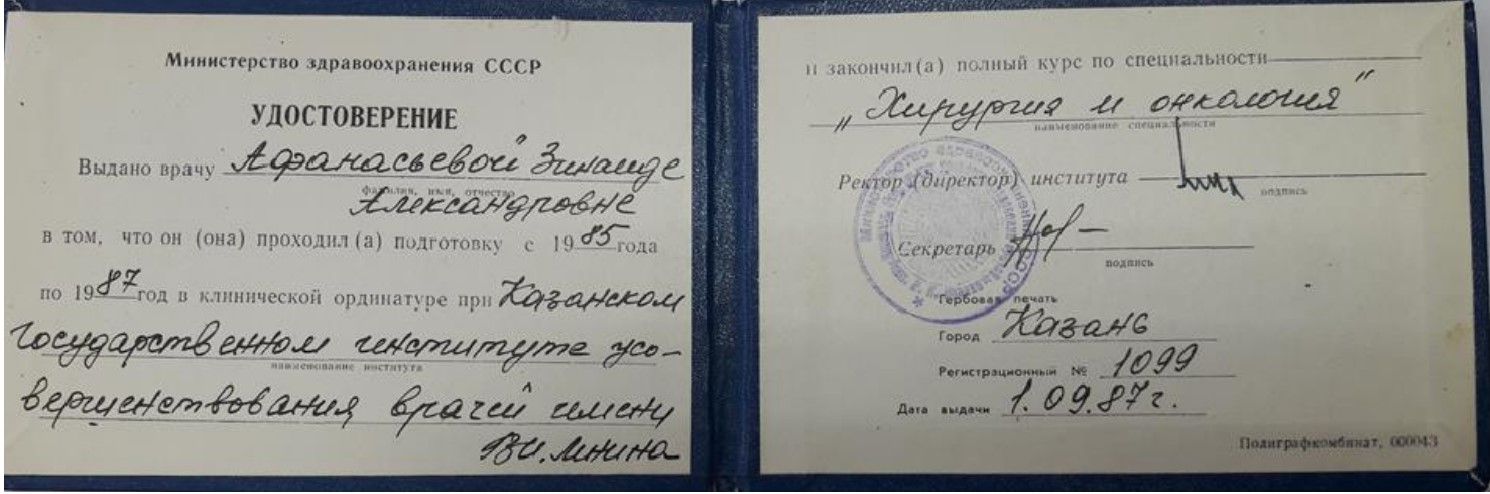 Министерство здравоохранения СССР
УДОСТОВЕРЕНИЕ
Выдано врачу Афанасьевой Зинаиде
фамилия, имя, отчество
Александровне
в том, что он (она) проходил (а) подготовку с 1985 года
по 1987 год в клинической ординатуре при Казанском
Государственном институте усо-
наименование института
вершенствования врачей имени
В.И. Ленина
и закончил (а) полный курс по специальности
„Хирургия и онкология"
наименование специальности
Ректор (директор) института
подпись
Секретарь
подпись
Гербовая печать
Город Казань
Регистрационный № 1099
Дата выдачи 1.09.87г.
Полиграфкомбинат, 000043